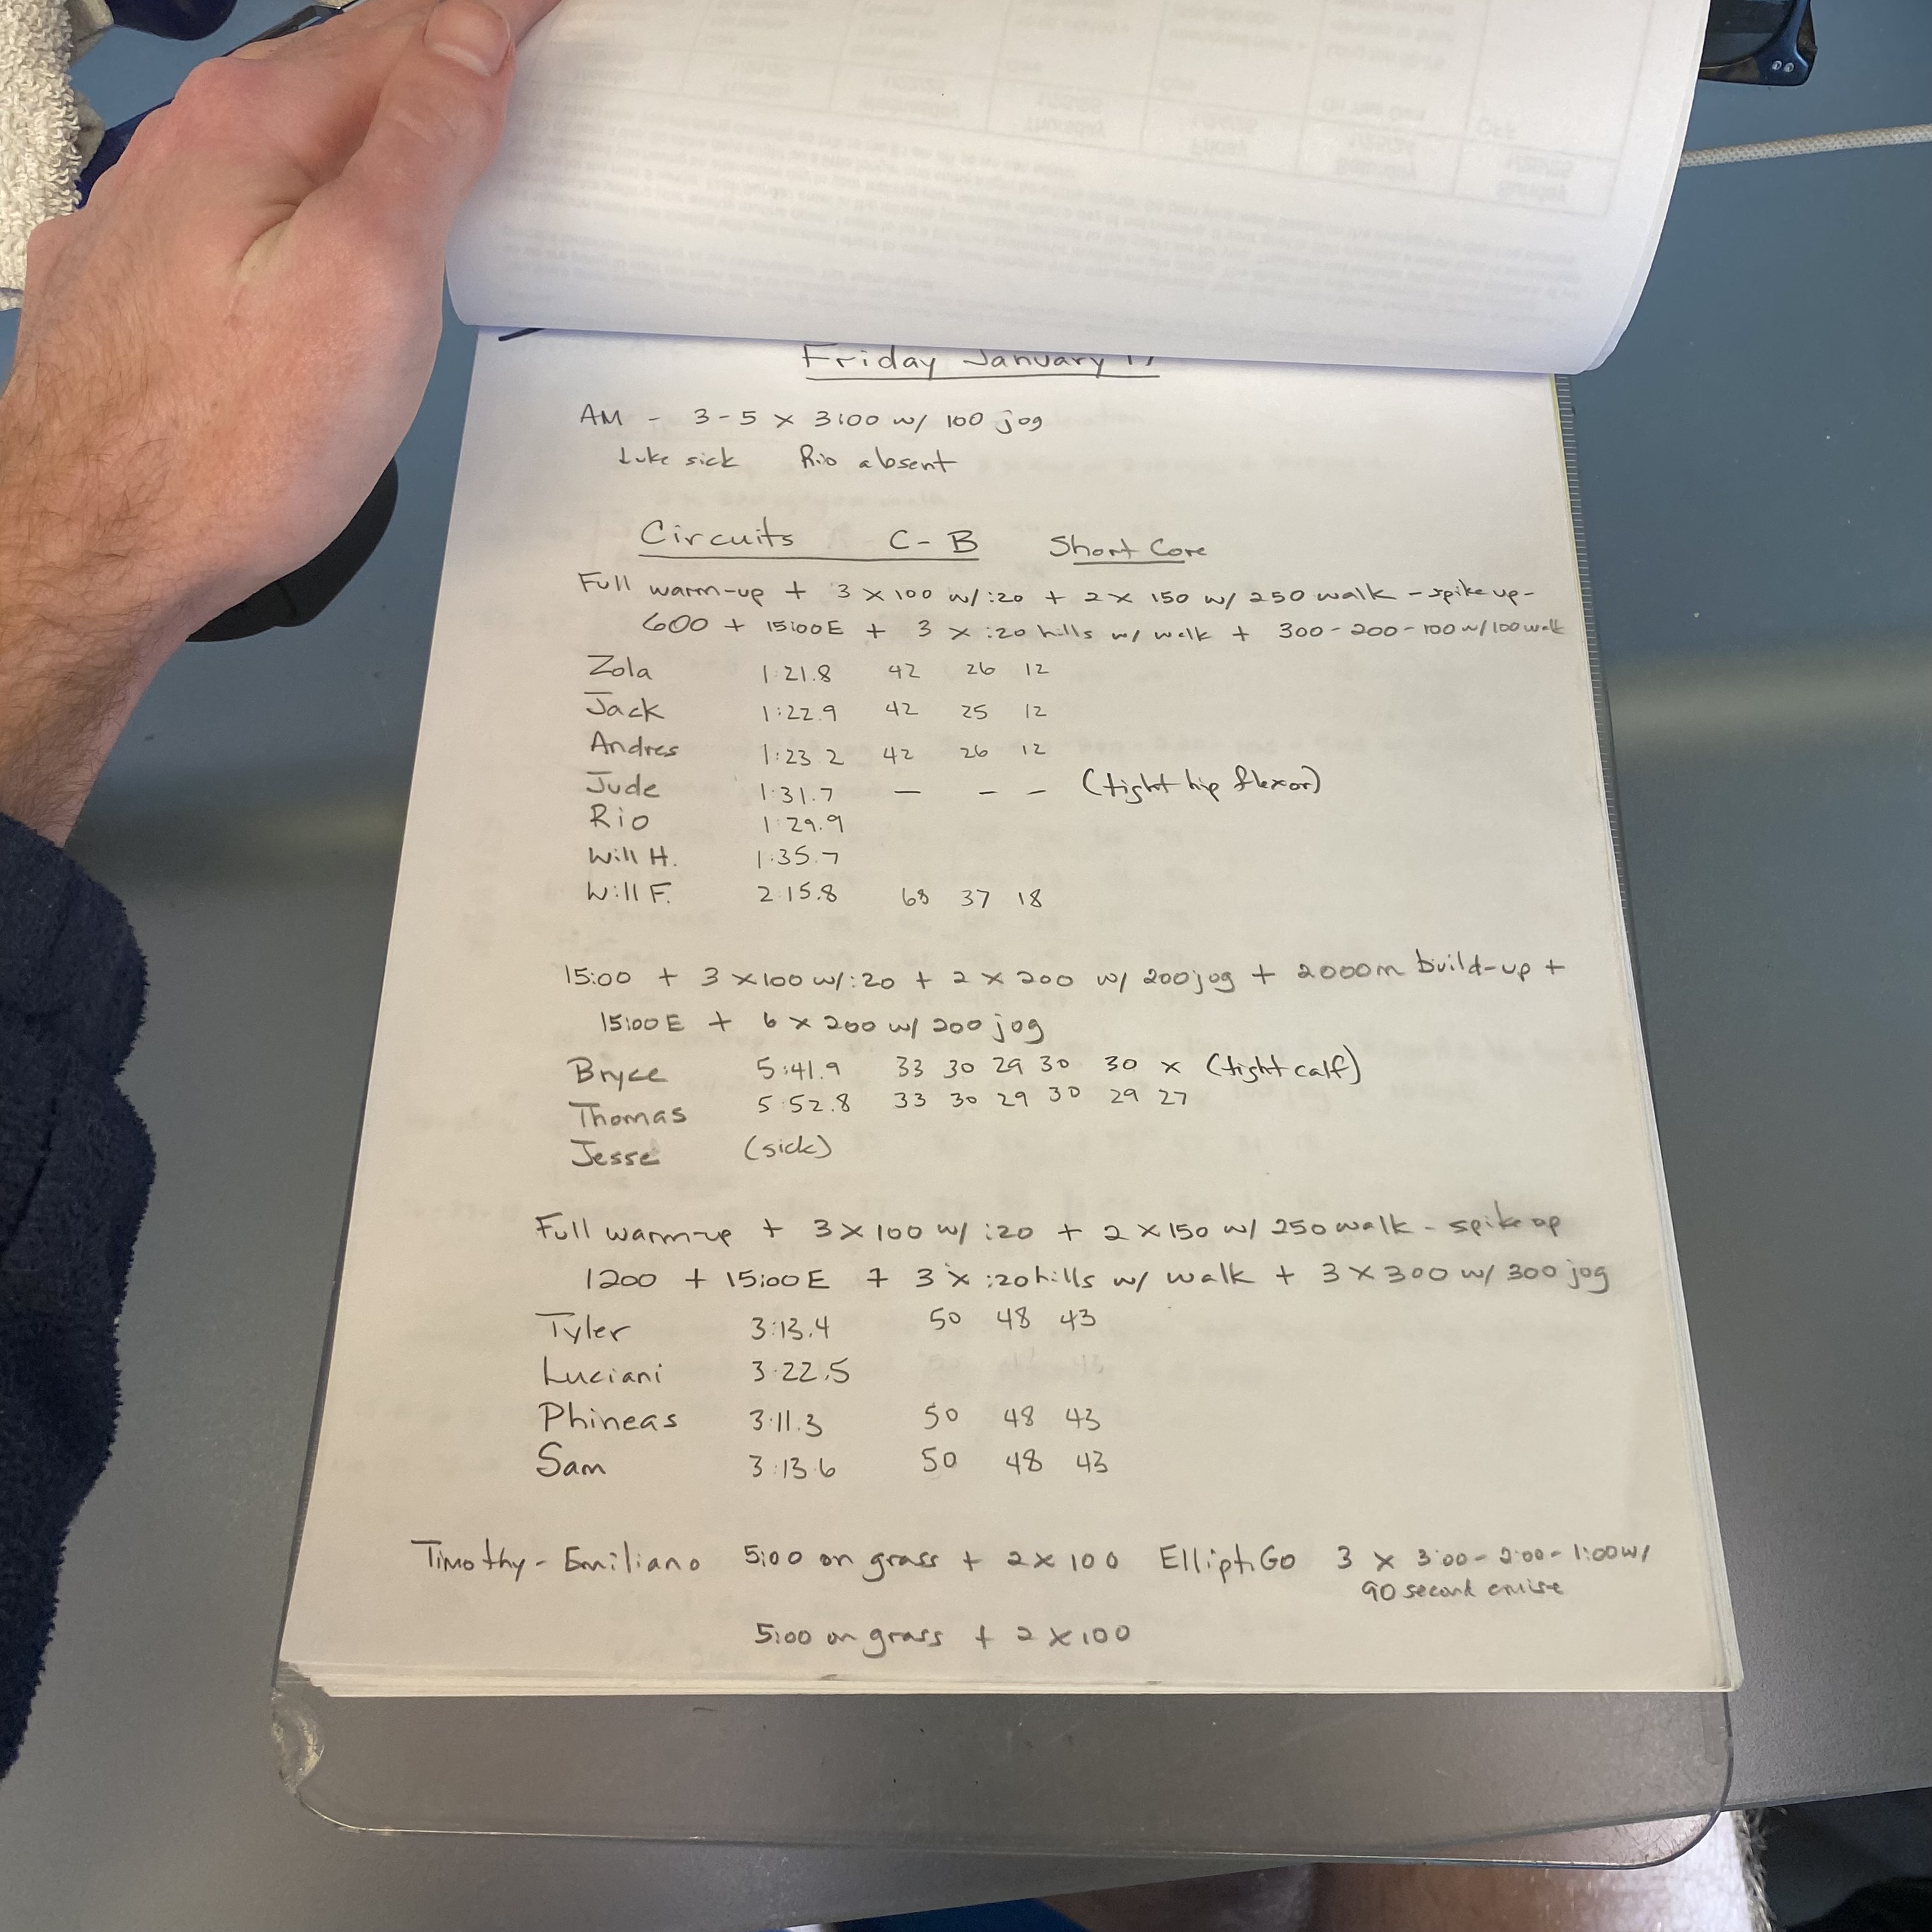 Friday January 17
AM - 3-5 x 3:00 w/ 100 jog
Luke sick Rio absent
Circuits C-B Short Core
Full warm-up + 3 x 100 w/ :20 + 2 x 150 w/ 250 walk - spike up -
600 + 15:00 E + 3 x :20 hills w/ walk + 300-200-100 w/ 100 walk
Zola 1:21.8 42 26 12
Jack 1:22.9 42 25 12
Andres 1:23.2 42 26 12
Jude 1:31.7 — – – (tight hip flexor)
Rio 1:29.9
Will H. 1:35.7
Will F. 2:15.8 37 18
15:00 + 3 x 100 w/ :20 + 2 x 200 w/ 200 jog + 2000m build-up +
15:00 E + 6 x 200 w/ 200 jog
Bryce 5:41.9 33 30 29 30 30 x (tight calf)
Thomas 5:52.8 33 30 29 30 29 27
Jesse (sick)
Full warm-up + 3 x 100 w/ :20 + 2 x 150 w/ 250 walk - spike up
1200 + 15:00 E + 3 x :20 hills w/ walk + 3 x 300 w/ 300 jog
Tyler 3:13.4 50 48 43
Luciani 3:22.5
Phineas 3:11.3 50 48 43
Sam 3:13.6 50 48 43
Timothy - Emiliano 5:00 on grass + 2 x 100 ElliptiGo 3 x 3:00-2:00-1:00 w/
90 second cruise
5:00 on grass + 2 x 100